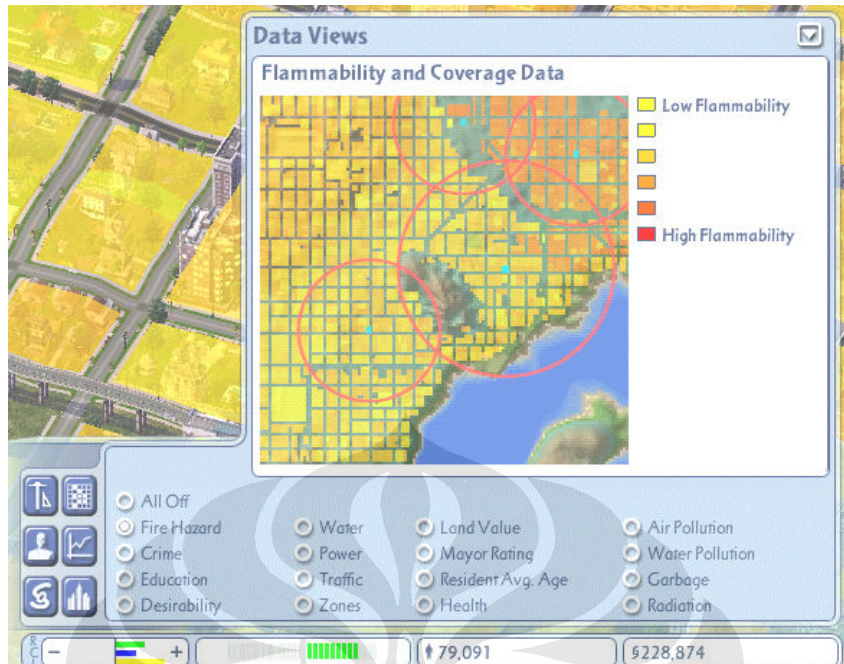 Data Views
Flammability and Coverage Data
Low Flammability
High Flammability
All Off
Fire Hazard Water Land Value Air Pollution
Crime Power Mayor Rating Water Pollution
Education Traffic Resident Avg. Age Garbage
Desirability Zones Health Radiation
R
C
I
- + 79,091 §228,874